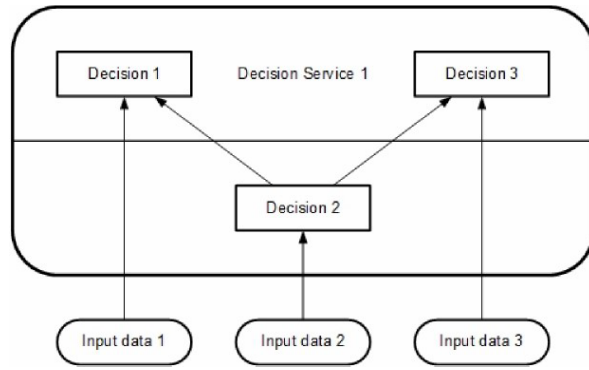 Decision 1
Decision Service 1
Decision 3
Decision 2
Input data 1
Input data 2
Input data 3